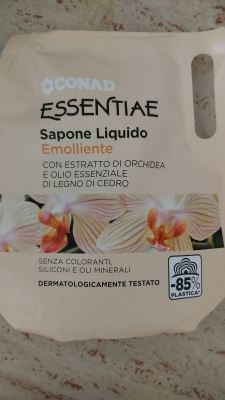 CONAD
ESSENTIAE
Sapone Liquido
Emolliente
CON ESTRATTO DI ORCHIDEA
E OLIO ESSENZIALE
DI LEGNO DI CEDRO
SENZA COLORANTI,
SILICONI E OLI MINERALI
DERMATOLOGICAMENTE TESTATO
-85%
PLASTICA*